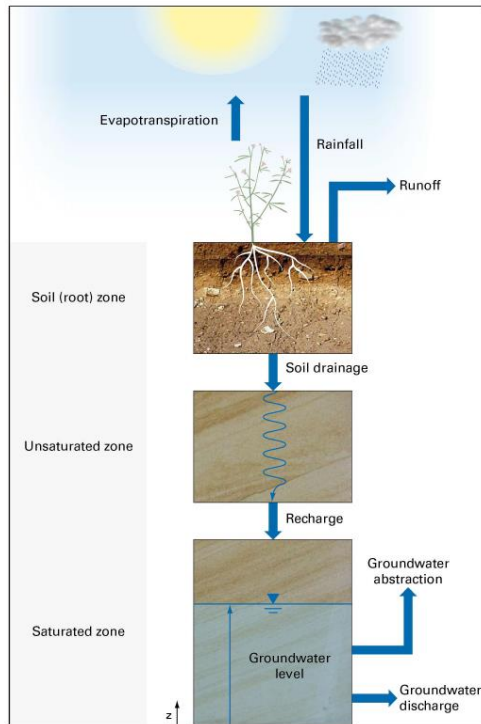 Evapotranspiration
Rainfall
Runoff
Soil (root) zone
Soil drainage
Unsaturated zone
Recharge
Groundwater
abstraction
Saturated zone
Groundwater
level
Groundwater
discharge
z